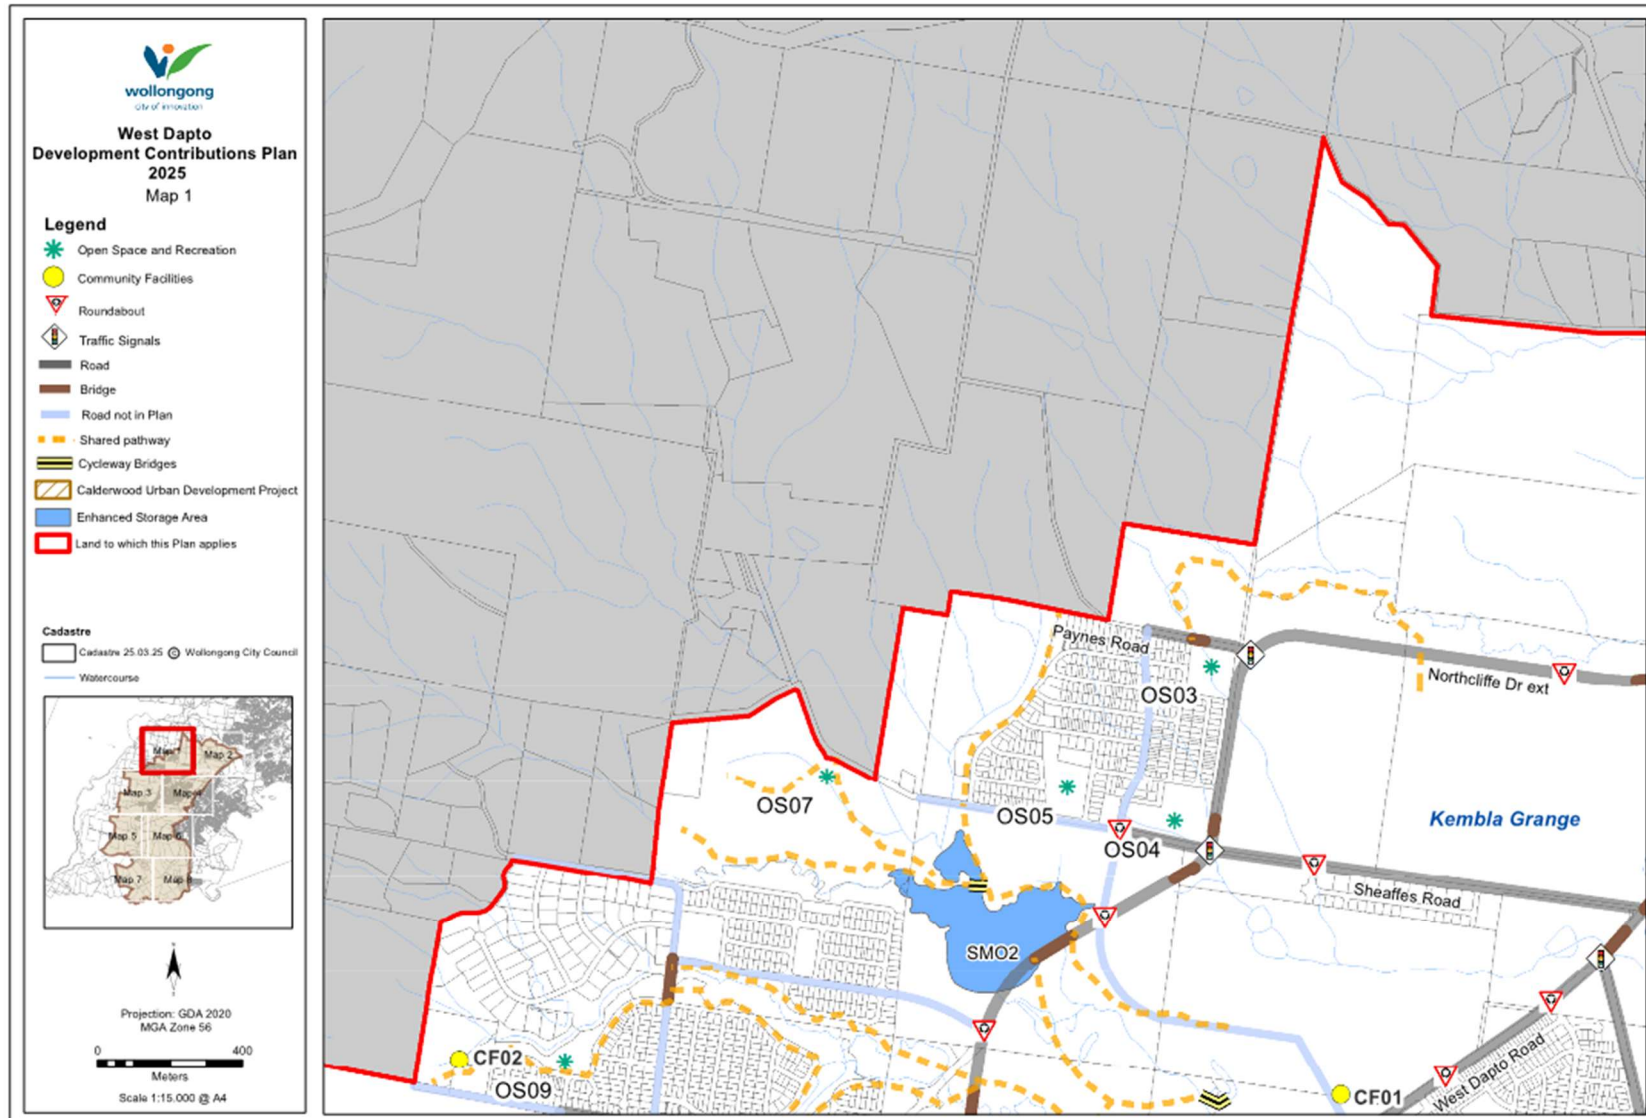 wollongong
city of innovation
West Dapto
Development Contributions Plan
2025
Map 1
Legend
Open Space and Recreation
Community Facilities
Roundabout
Traffic Signals
Road
Bridge
Road not in Plan
Shared pathway
Cycleway Bridges
Calderwood Urban Development Project
Enhanced Storage Area
Land to which this Plan applies
Cadastre
Cadastre 25.03.25 © Wollongong City Council
Watercourse
Map 1
Map 2
Map 3
Map 4
Map 5
Map 6
Map 7
Map 8
N
Projection: GDA 2020
MGA Zone 56
0 400
Meters
Scale 1:15.000 @ A4
Paynes Road
OS03
Northcliffe Dr ext
OS07
OS05
OS04
Kembla Grange
Sheaffes Road
SMO2
CF02
OS09
CF01
West Dapto Road